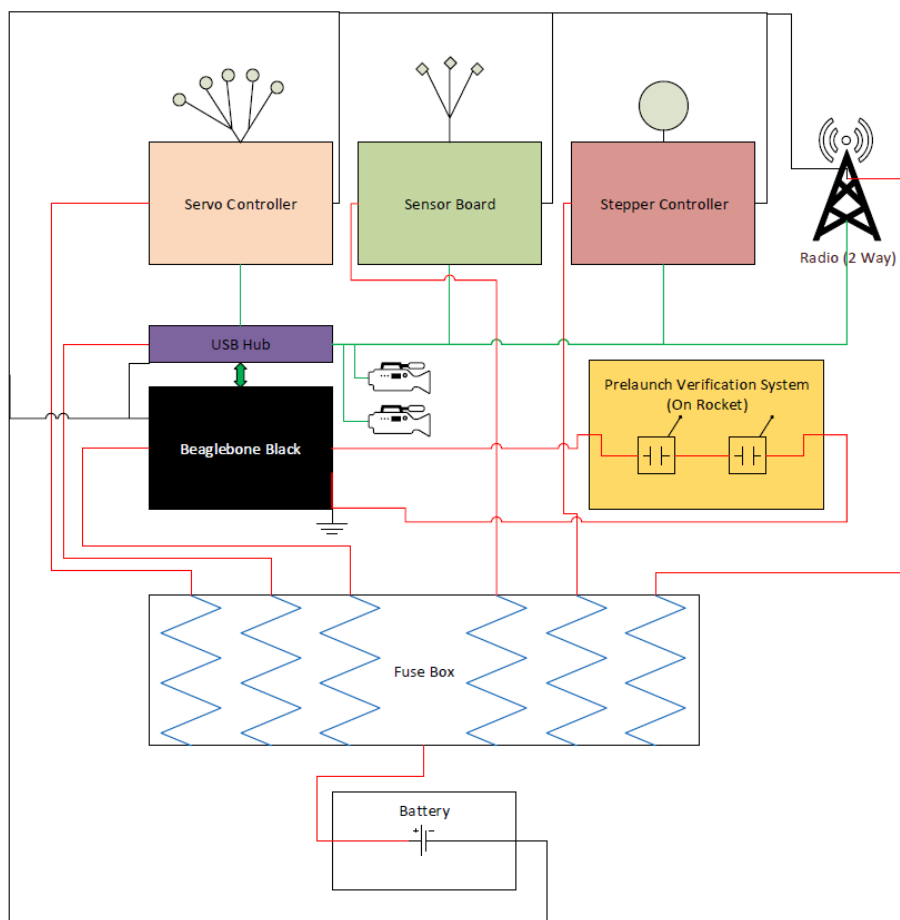 Servo Controller
Sensor Board
Stepper Controller
Radio (2 Way)
USB Hub
Prelaunch Verification System
(On Rocket)
Beaglebone Black
Fuse Box
Battery
+ −